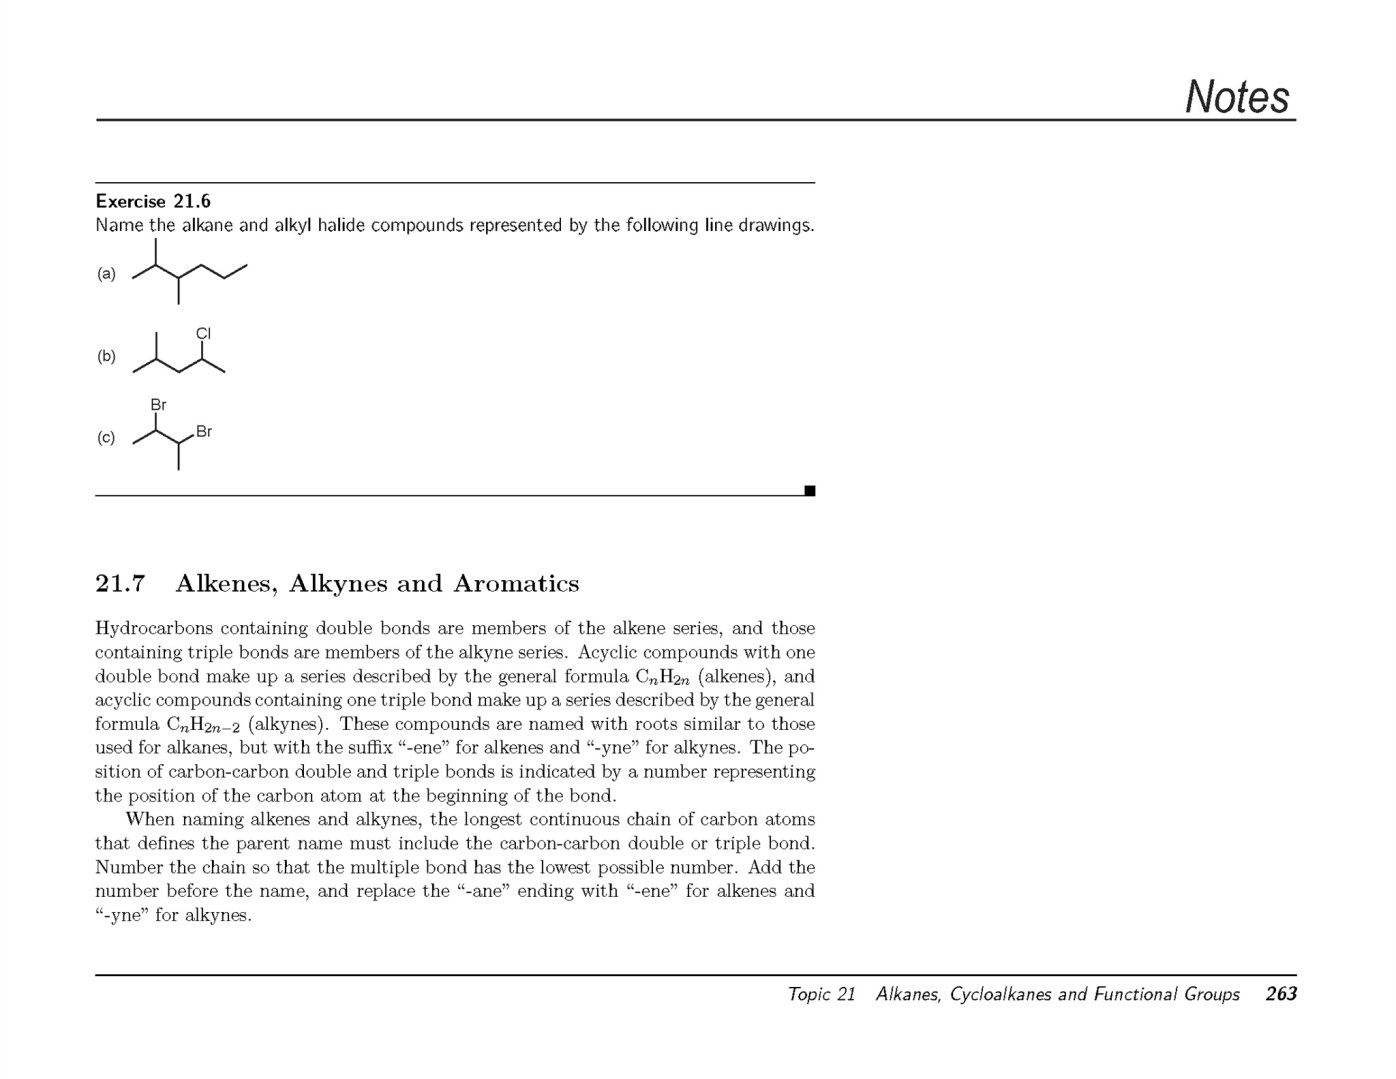 Notes
Exercise 21.6
Name the alkane and alkyl halide compounds represented by the following line drawings.
(a)
Cl
(b)
Br
(c)
Br
21.7 Alkenes, Alkynes and Aromatics
Hydrocarbons containing double bonds are members of the alkene series, and those
containing triple bonds are members of the alkyne series. Acyclic compounds with one
double bond make up a series described by the general formula CₙH₂ₙ (alkenes), and
acyclic compounds containing one triple bond make up a series described by the general
formula CₙH₂ₙ₋₂ (alkynes). These compounds are named with roots similar to those
used for alkanes, but with the suffix “-ene” for alkenes and “-yne” for alkynes. The po-
sition of carbon-carbon double and triple bonds is indicated by a number representing
the position of the carbon atom at the beginning of the bond.
When naming alkenes and alkynes, the longest continuous chain of carbon atoms
that defines the parent name must include the carbon-carbon double or triple bond.
Number the chain so that the multiple bond has the lowest possible number. Add the
number before the name, and replace the “-ane” ending with “-ene” for alkenes and
“-yne” for alkynes.
Topic 21 Alkanes, Cycloalkanes and Functional Groups 263